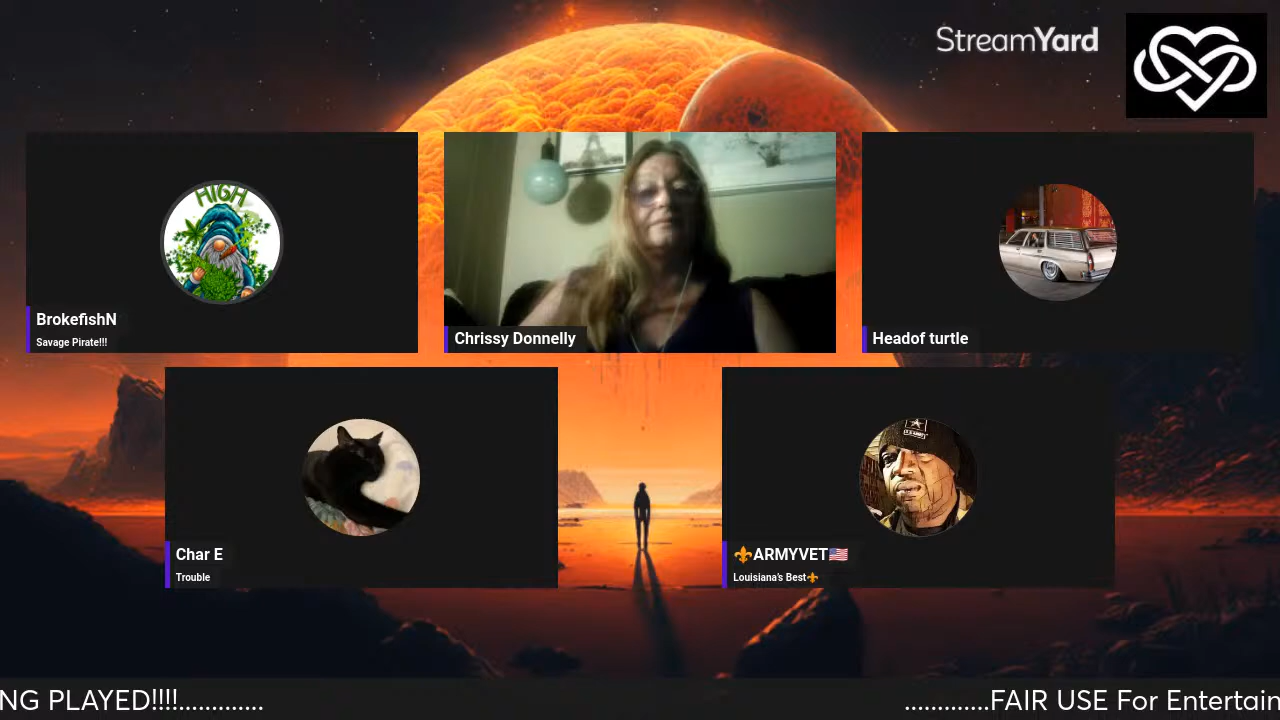 StreamYard
HIGH
BrokefishN
Savage Pirate!!!
Chrissy Donnelly
Headof turtle
Char E
Trouble
⚜️ARMYVET🇺🇸
Louisiana's Best⚜️
NG PLAYED!!!!............. .............FAIR USE For Entertain